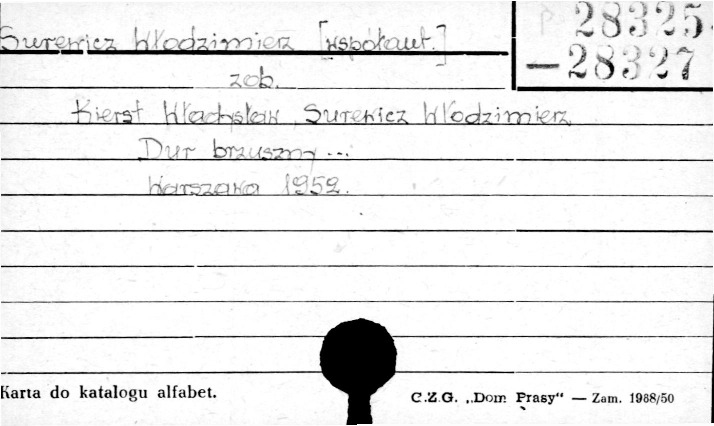 28325
Surewicz Włodzimierz [współaut.]
—28327
zob.
Kierst Władysław, Surewicz Włodzimierz
Dur brzuszny...
Warszawa 1952.
Karta do katalogu alfabet.
C.Z.G. „Dom Prasy“ — Zam. 1988/50